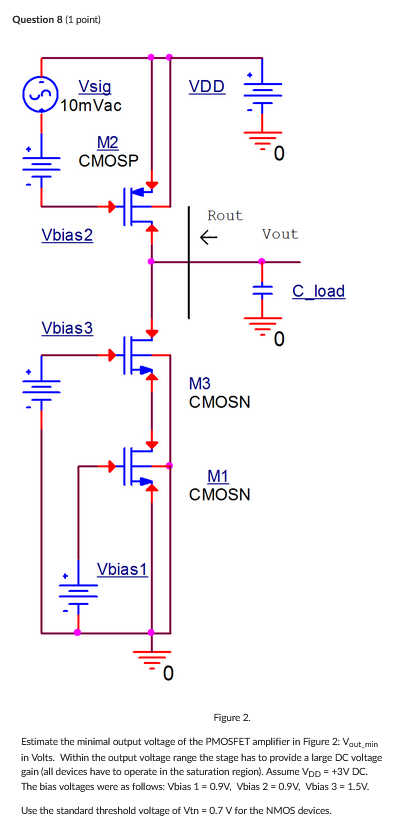 Question 8 (1 point)
Vsig
10mVac
VDD
M2
CMOSP
0
Rout
Vout
Vbias2
C_load
0
Vbias3
M3
CMOSN
M1
CMOSN
Vbias1
0
Figure 2.
Estimate the minimal output voltage of the PMOSFET amplifier in Figure 2: Vout_min
in Volts. Within the output voltage range the stage has to provide a large DC voltage
gain (all devices have to operate in the saturation region). Assume VDD = +3V DC.
The bias voltages were as follows: Vbias 1 = 0.9V, Vbias 2 = 0.9V, Vbias 3 = 1.5V.
Use the standard threshold voltage of Vtn = 0.7 V for the NMOS devices.